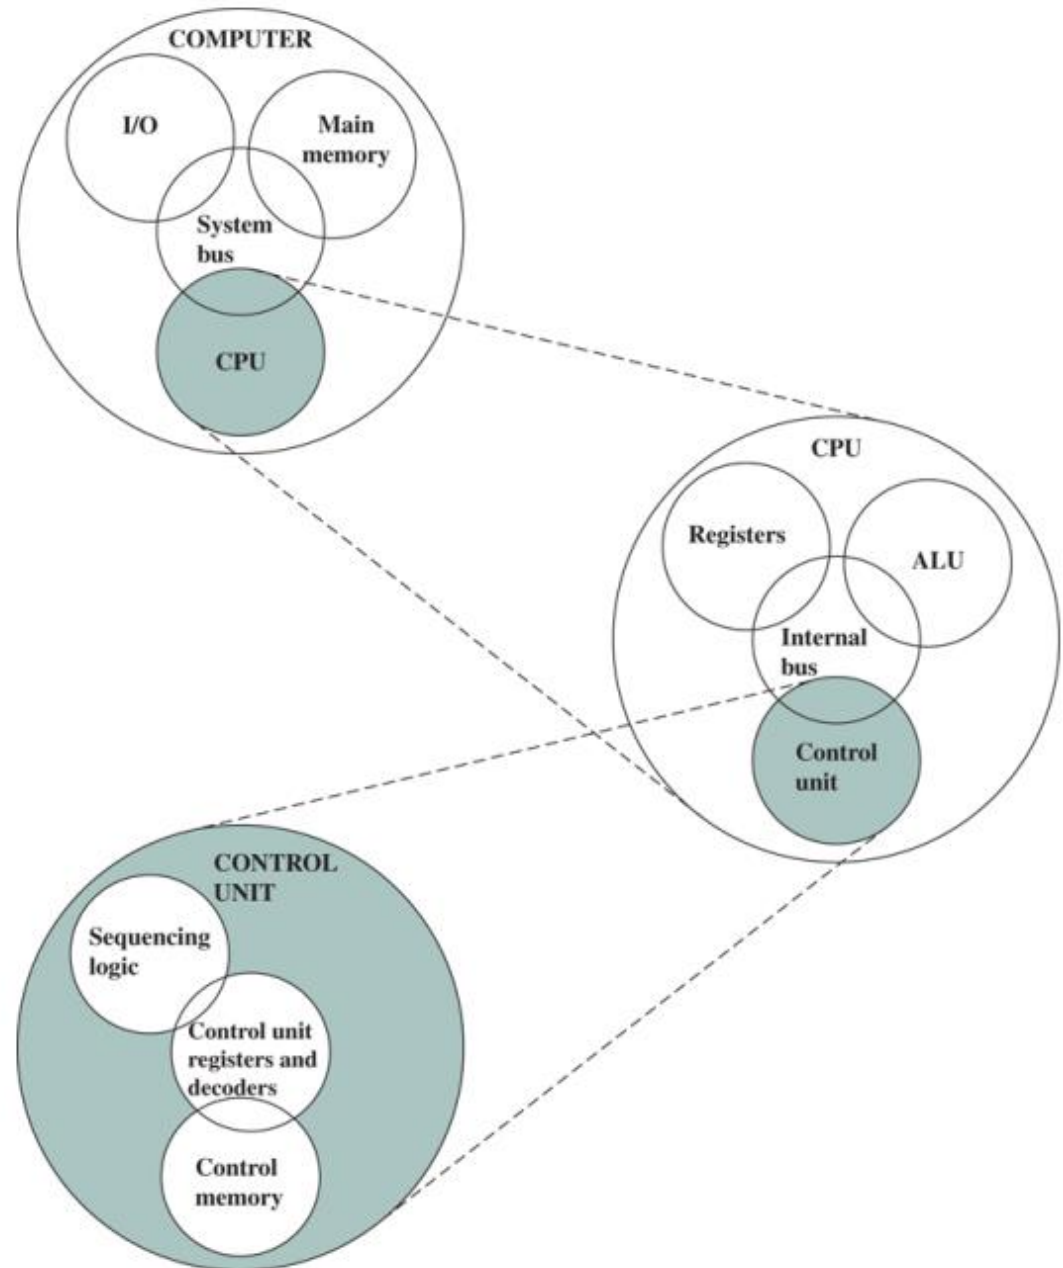 COMPUTER
I/O
Main
memory
System
bus
CPU
CPU
Registers
ALU
Internal
bus
Control
unit
CONTROL
UNIT
Sequencing
logic
Control unit
registers and
decoders
Control
memory